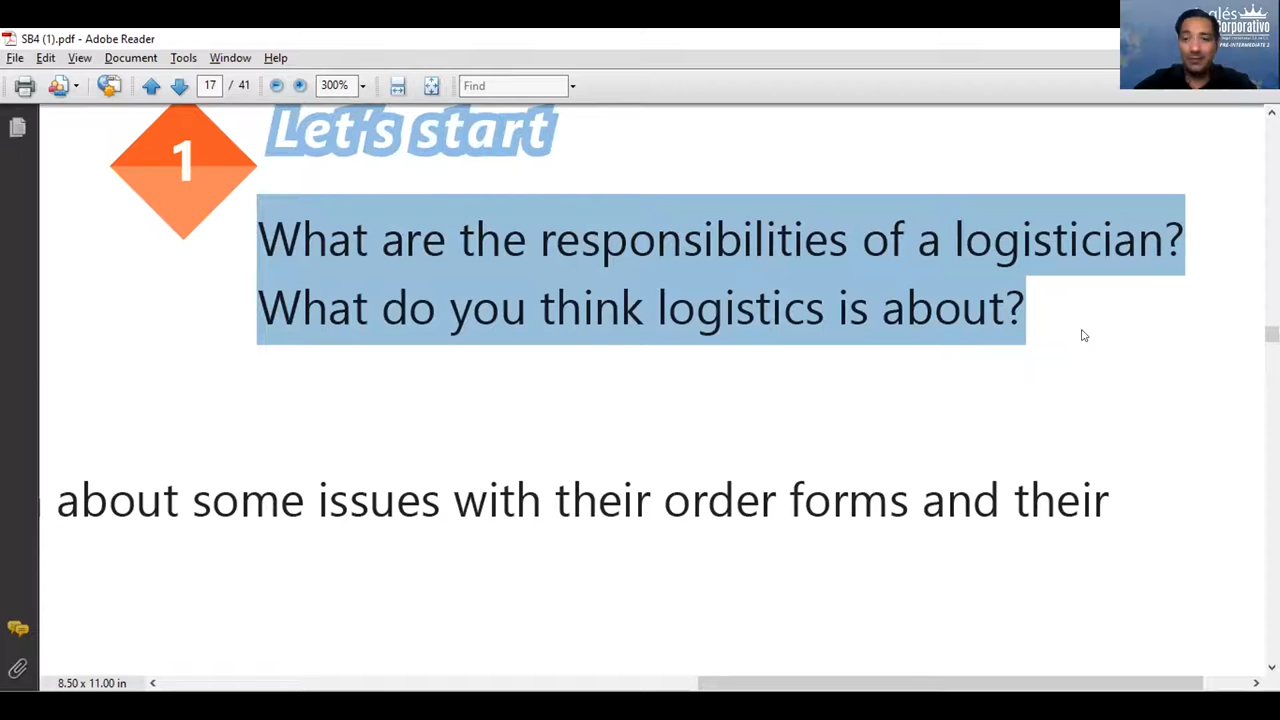 SB4 (1).pdf - Adobe Reader
File Edit View Document Tools Window Help
17 / 41 300% Find
Inglés
Corporativo
PRE-INTERMEDIATE 2
1 Let's start
What are the responsibilities of a logistician?
What do you think logistics is about?
about some issues with their order forms and their
8.50 x 11.00 in